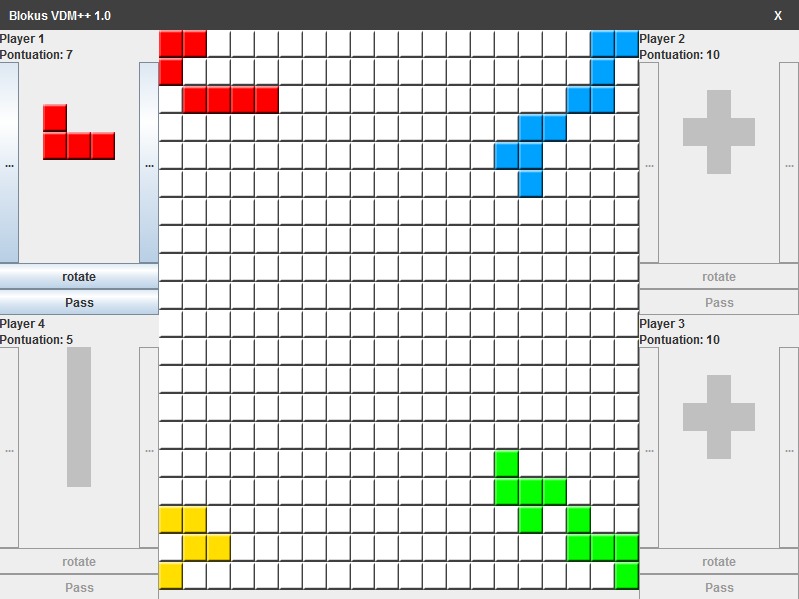 Blokus VDM++ 1.0 X
Player 1
Pontuation: 7
...
...
rotate
Pass
Player 2
Pontuation: 10
...
...
rotate
Pass
Player 4
Pontuation: 5
...
...
rotate
Pass
Player 3
Pontuation: 10
...
...
rotate
Pass